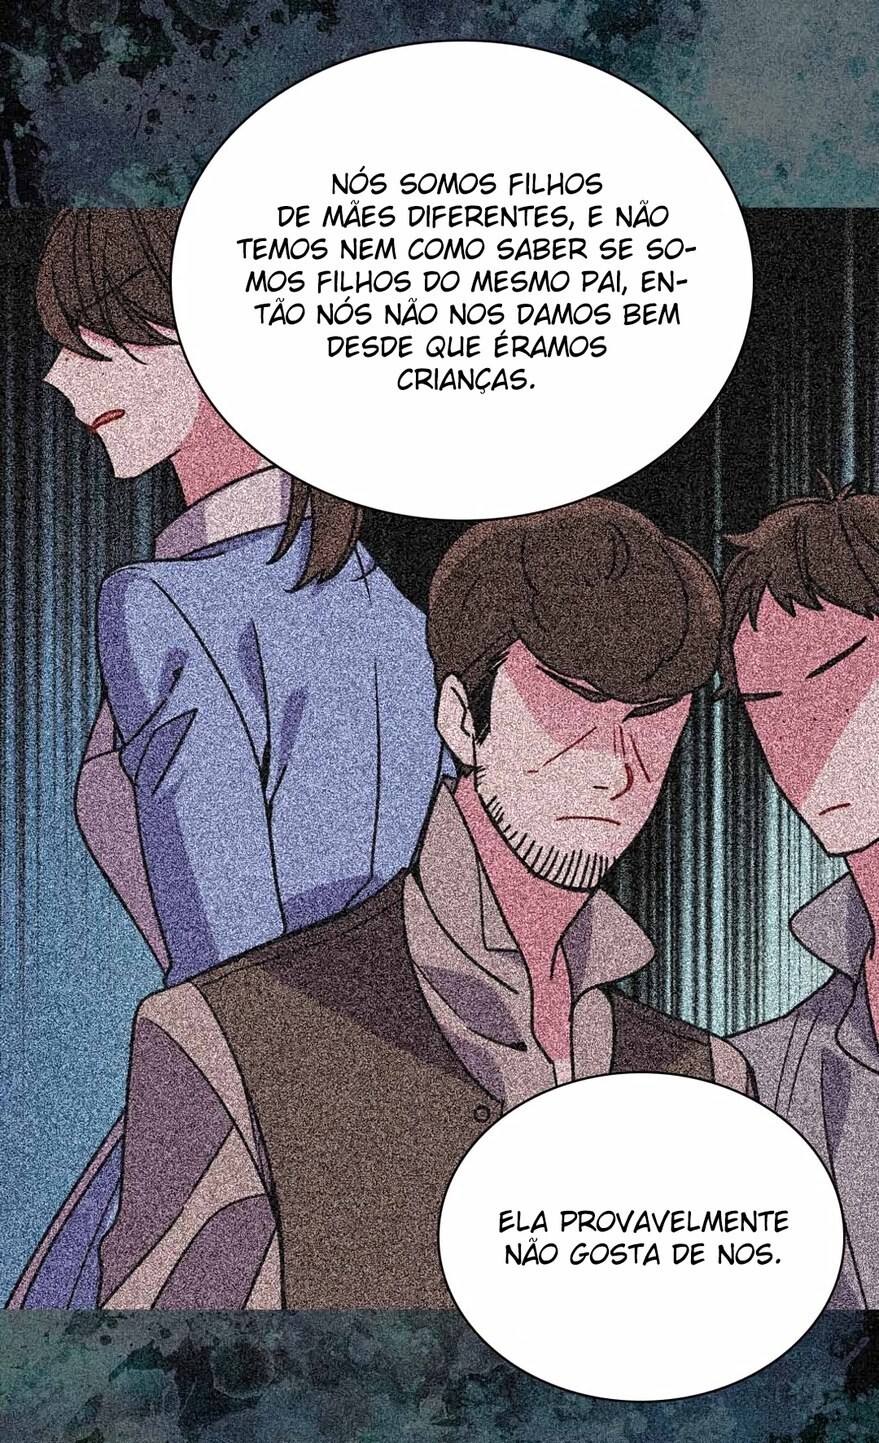 NÓS SOMOS FILHOS
DE MÃES DIFERENTES, E NÃO
TEMOS NEM COMO SABER SE SO-
MOS FILHOS DO MESMO PAI, EN-
TÃO NÓS NÃO NOS DAMOS BEM
DESDE QUE ÉRAMOS
CRIANÇAS.
ELA PROVAVELMENTE
NÃO GOSTA DE NOS.